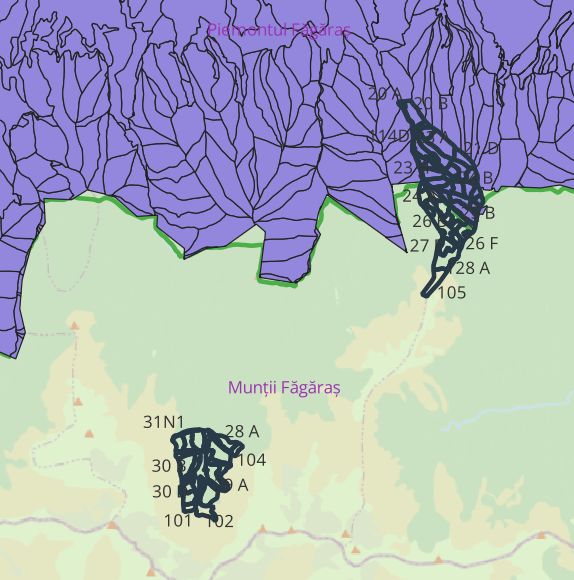 Piemontul Făgăraș
20 A
20 B
114D
21 D
23
B
24
B
26
27
26 F
28 A
105
Munții Făgăraș
31N1
28 A
30 B
104
30
A
101
102